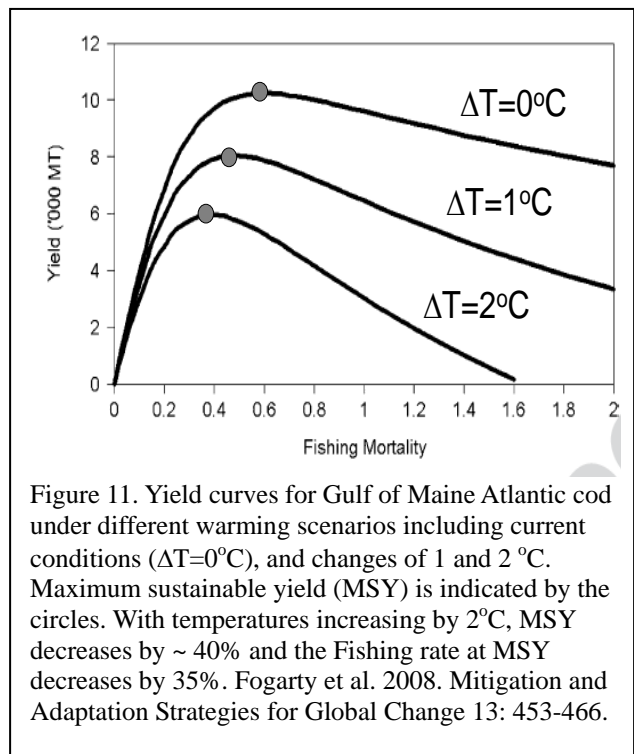 12
10
8
6
4
2
0
Yield ('000 MT)
ΔT=0°C
ΔT=1°C
ΔT=2°C
0 0.2 0.4 0.6 0.8 1 1.2 1.4 1.6 1.8 2
Fishing Mortality
Figure 11. Yield curves for Gulf of Maine Atlantic cod
under different warming scenarios including current
conditions (ΔT=0°C), and changes of 1 and 2 °C.
Maximum sustainable yield (MSY) is indicated by the
circles. With temperatures increasing by 2°C, MSY
decreases by ~ 40% and the Fishing rate at MSY
decreases by 35%. Fogarty et al. 2008. Mitigation and
Adaptation Strategies for Global Change 13: 453-466.